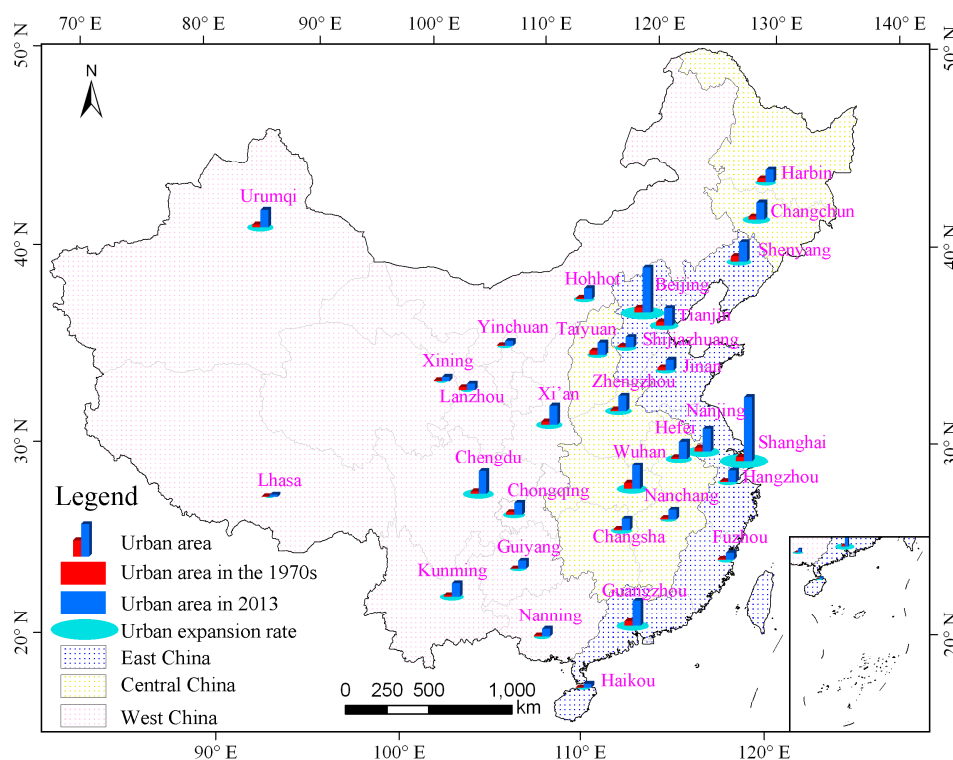 70° E 80° E 90° E 100° E 110° E 120° E 130° E 140° E
50° N
50° N
N
Harbin
Urumqi
Changchun
40° N
40° N
Shenyang
Hohhot
Beijing
Tianjin
Yinchuan
Taiyuan
Shijiazhuang
Xining
Jinan
Lanzhou
Zhengzhou
Xi'an
Nanjing
Hefei
30° N
30° N
Shanghai
Wuhan
Chengdu
Hangzhou
Lhasa
Chongqing
Nanchang
Legend
Changsha
Fuzhou
Urban area
Guiyang
Urban area in the 1970s
Kunming
Guangzhou
Urban area in 2013
Nanning
Urban expansion rate
20° N
20° N
East China
Central China
Haikou
0 250 500 1,000
km
West China
90° E 100° E 110° E 120° E